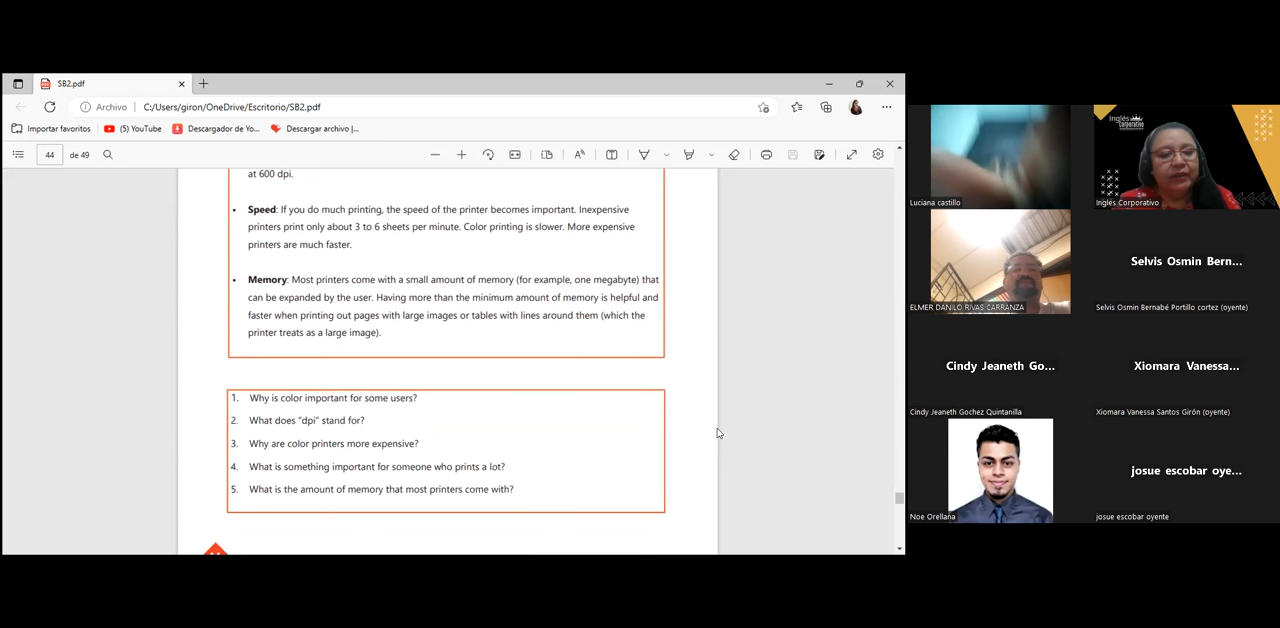 SB2.pdf
Archivo
C:/Users/giron/OneDrive/Escritorio/SB2.pdf
Importar favoritos
(5) YouTube
Descargador de Yo...
Descargar archivo |...
44
de 49
at 600 dpi.
• Speed: If you do much printing, the speed of the printer becomes important. Inexpensive
printers print only about 3 to 6 sheets per minute. Color printing is slower. More expensive
printers are much faster.
• Memory: Most printers come with a small amount of memory (for example, one megabyte) that
can be expanded by the user. Having more than the minimum amount of memory is helpful and
faster when printing out pages with large images or tables with lines around them (which the
printer treats as a large image).
1. Why is color important for some users?
2. What does "dpi" stand for?
3. Why are color printers more expensive?
4. What is something important for someone who prints a lot?
5. What is the amount of memory that most printers come with?
Luciana castillo
Inglés
Corporativo
Inglés Corporativo
ELMER DANILO RIVAS CARRANZA
Selvis Osmin Bern...
Selvis Osmin Bernabé Portillo cortez (oyente)
Cindy Jeaneth Go...
Cindy Jeaneth Gochez Quintanilla
Xiomara Vanessa...
Xiomara Vanessa Santos Girón (oyente)
Noe Orellana
josue escobar oye...
josue escobar oyente